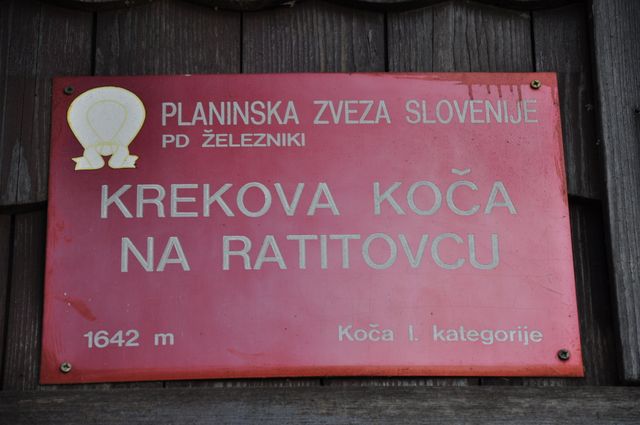 PLANINSKA ZVEZA SLOVENIJE
PD ŽELEZNIKI
KREKOVA KOČA
NA RATITOVCU
1642 m
Koča I. kategorije